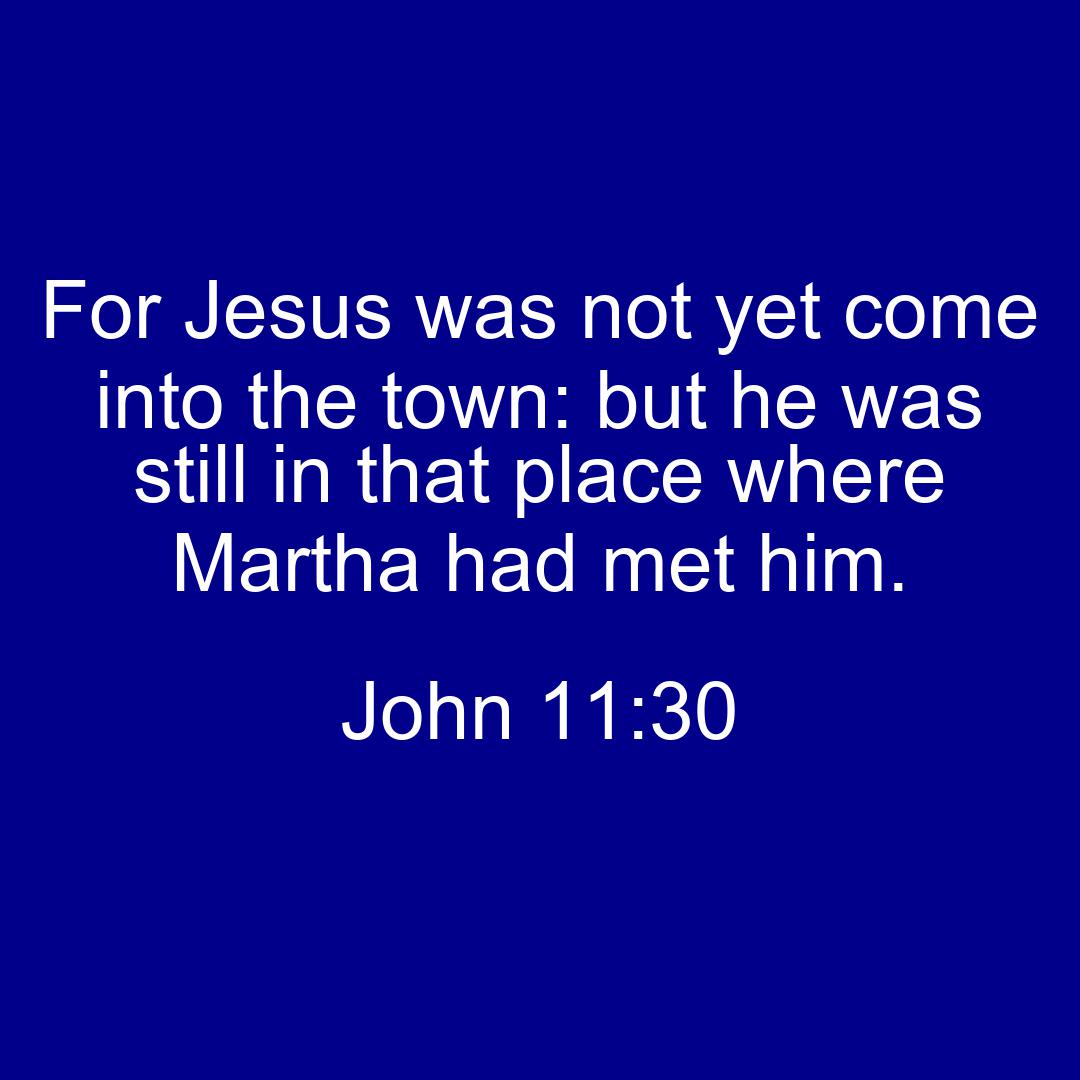 For Jesus was not yet come
into the town: but he was
still in that place where
Martha had met him.
John 11:30